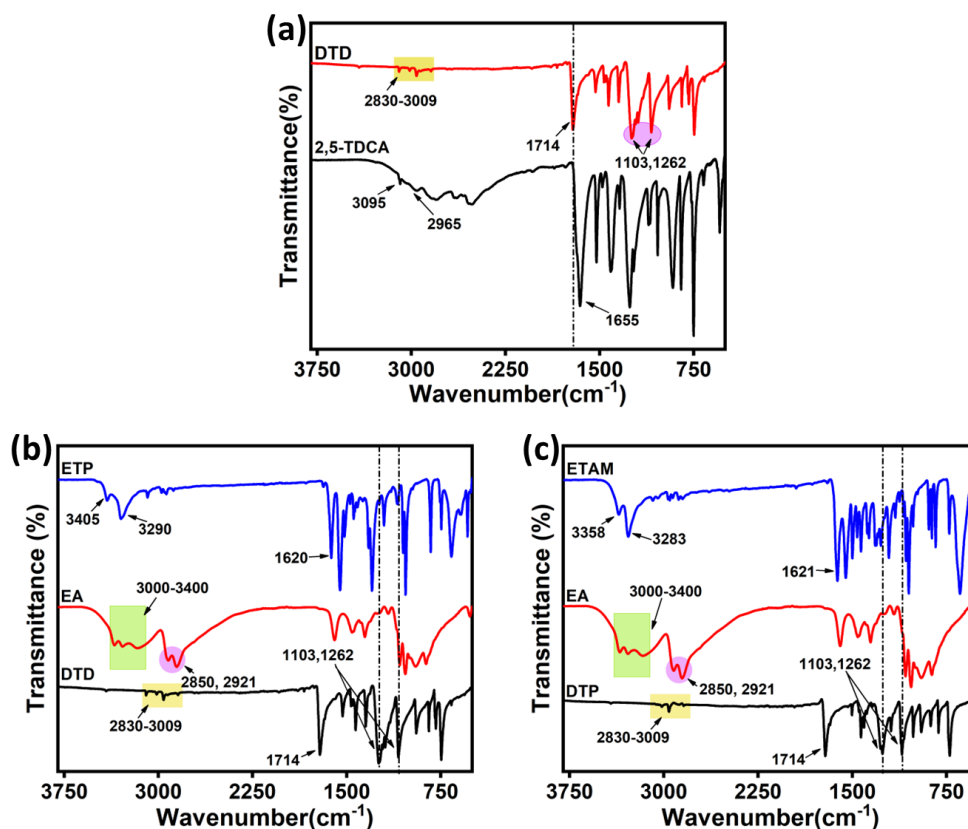 (a)
DTD
2830-3009
1714
1103,1262
2,5-TDCA
3095
2965
1655
Transmittance(%)
3750 3000 2250 1500 750
Wavenumber(cm-1)
(b)
ETP
3405
3290
1620
EA
3000-3400
1103,1262
2850, 2921
DTD
2830-3009
1714
Transmittance (%)
3750 3000 2250 1500 750
Wavenumber(cm-1)
(c)
ETAM
3358
3283
1621
EA
3000-3400
1103,1262
2850, 2921
DTP
2830-3009
1714
Transmittance (%)
3750 3000 2250 1500 750
Wavenumber(cm-1)